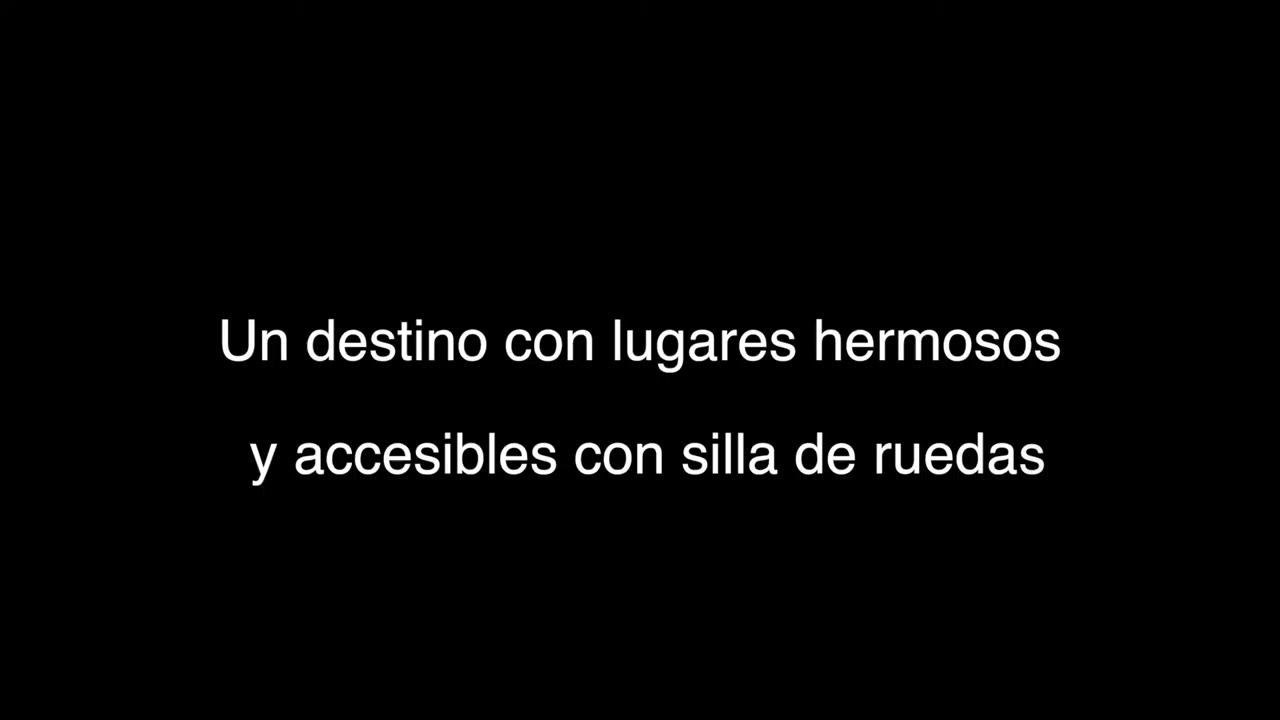 Un destino con lugares hermosos
y accesibles con silla de ruedas